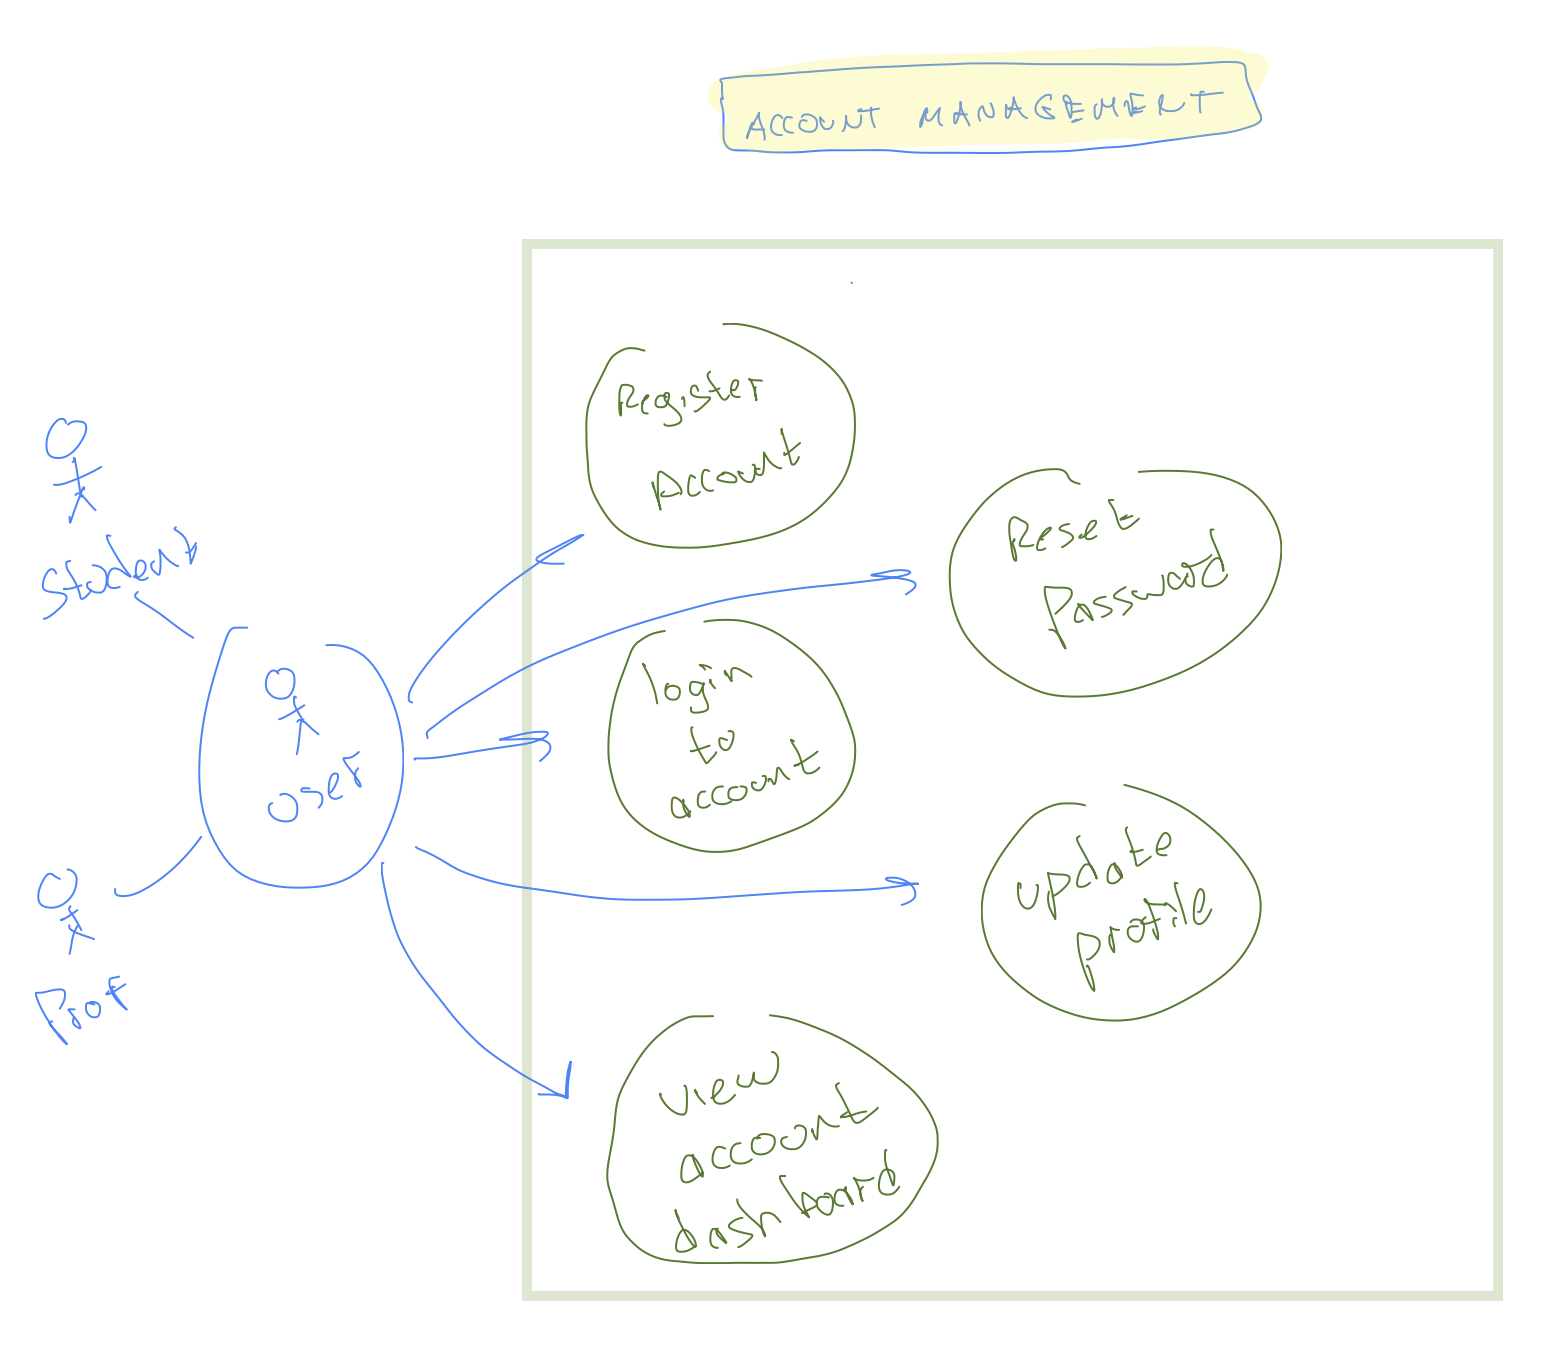 ACCOUNT MANAGEMENT
Register
Account
Reset
Password
Student
login
to
account
User
update
profile
Prof
view
account
dashboard